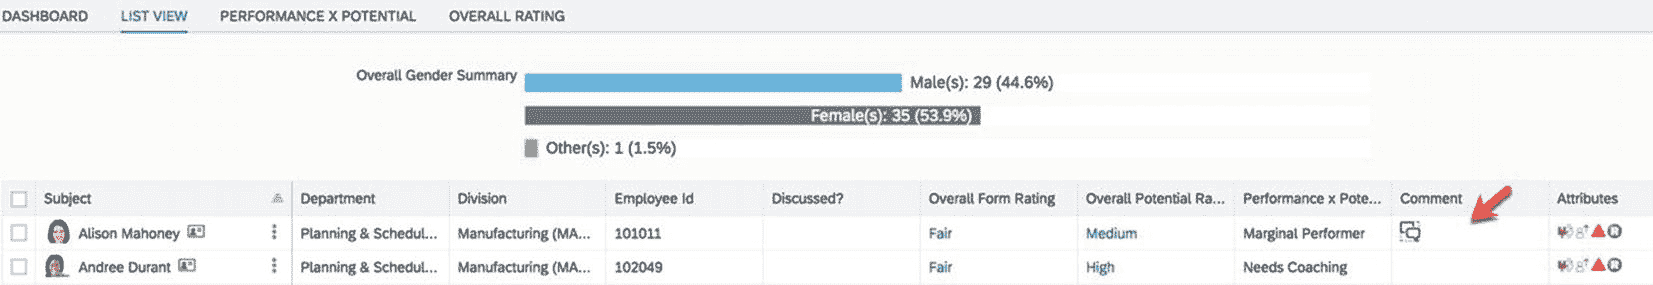 DASHBOARD LIST VIEW PERFORMANCE X POTENTIAL OVERALL RATING
Overall Gender Summary Male(s): 29 (44.6%)
Female(s): 35 (53.9%)
Other(s): 1 (1.5%)
Subject Department Division Employee Id Discussed? Overall Form Rating Overall Potential Ra... Performance x Pote... Comment Attributes
Alison Mahoney Planning & Schedul... Manufacturing (MA... 101011 Fair Medium Marginal Performer
Andree Durant Planning & Schedul... Manufacturing (MA... 102049 Fair High Needs Coaching